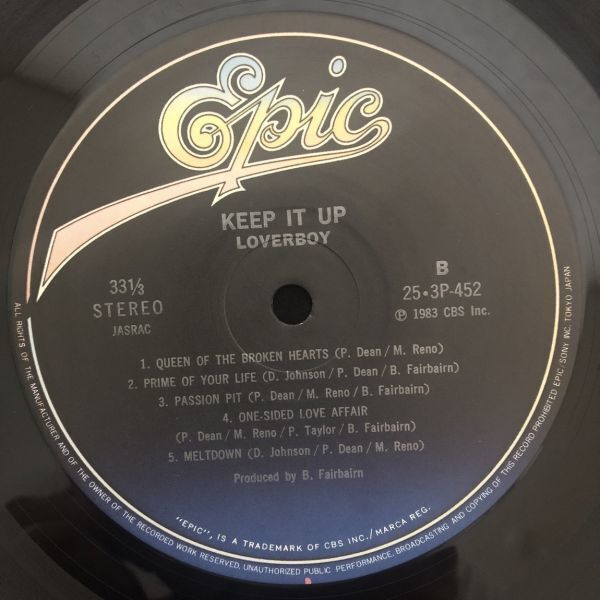 Epic
KEEP IT UP
LOVERBOY
33⅓
STEREO
JASRAC
B
25・3P-452
Ⓟ 1983 CBS Inc.
1. QUEEN OF THE BROKEN HEARTS (P. Dean/M. Reno)
2. PRIME OF YOUR LIFE (D. Johnson/P. Dean/B. Fairbairn)
3. PASSION PIT (P. Dean/M. Reno/B. Fairbairn)
4. ONE-SIDED LOVE AFFAIR
(P. Dean/M. Reno/P. Taylor/B. Fairbairn)
5. MELTDOWN (D. Johnson/P. Dean/M. Reno)
Produced by B. Fairbairn
"EPIC", IS A TRADEMARK OF CBS INC./MARCA REG.
ALL RIGHTS OF THE MANUFACTURER AND OF THE OWNER OF THE RECORDED WORK RESERVED, UNAUTHORIZED PUBLIC PERFORMANCE, BROADCASTING AND COPYING OF THIS RECORD PROHIBITED EPIC/SONY INC. TOKYO JAPAN